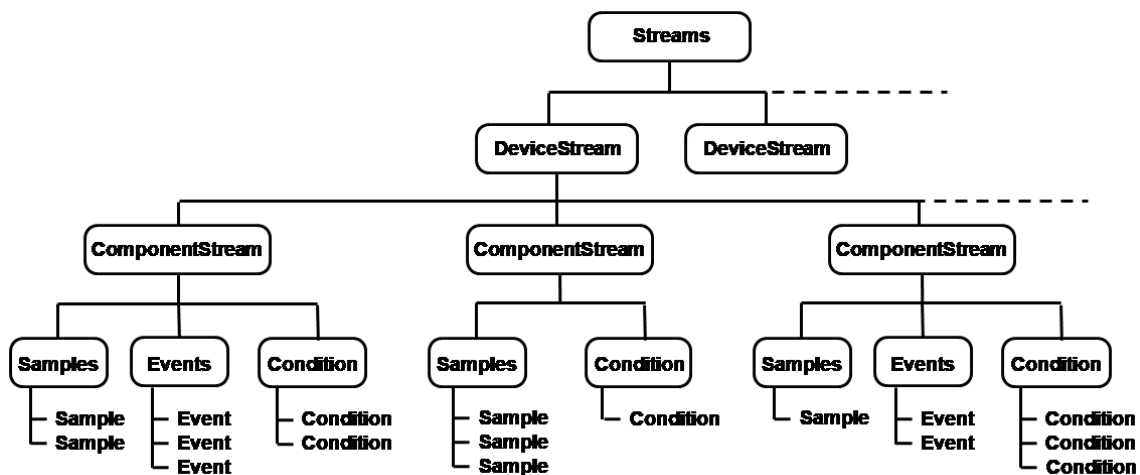 Streams
DeviceStream DeviceStream
ComponentStream ComponentStream ComponentStream
Samples Events Condition Samples Condition Samples Events Condition
Sample Event Condition Sample Condition Sample Event Condition
Sample Event Condition Sample Event Condition
Event Sample Condition